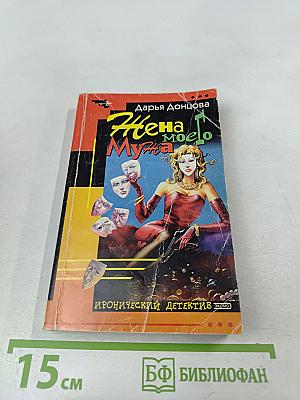 Дарья Донцова
Жена
моего
Мужа
ИРОНИЧЕСКИЙ ДЕТЕКТИВ
15 см
БФ БИБЛИОФАН